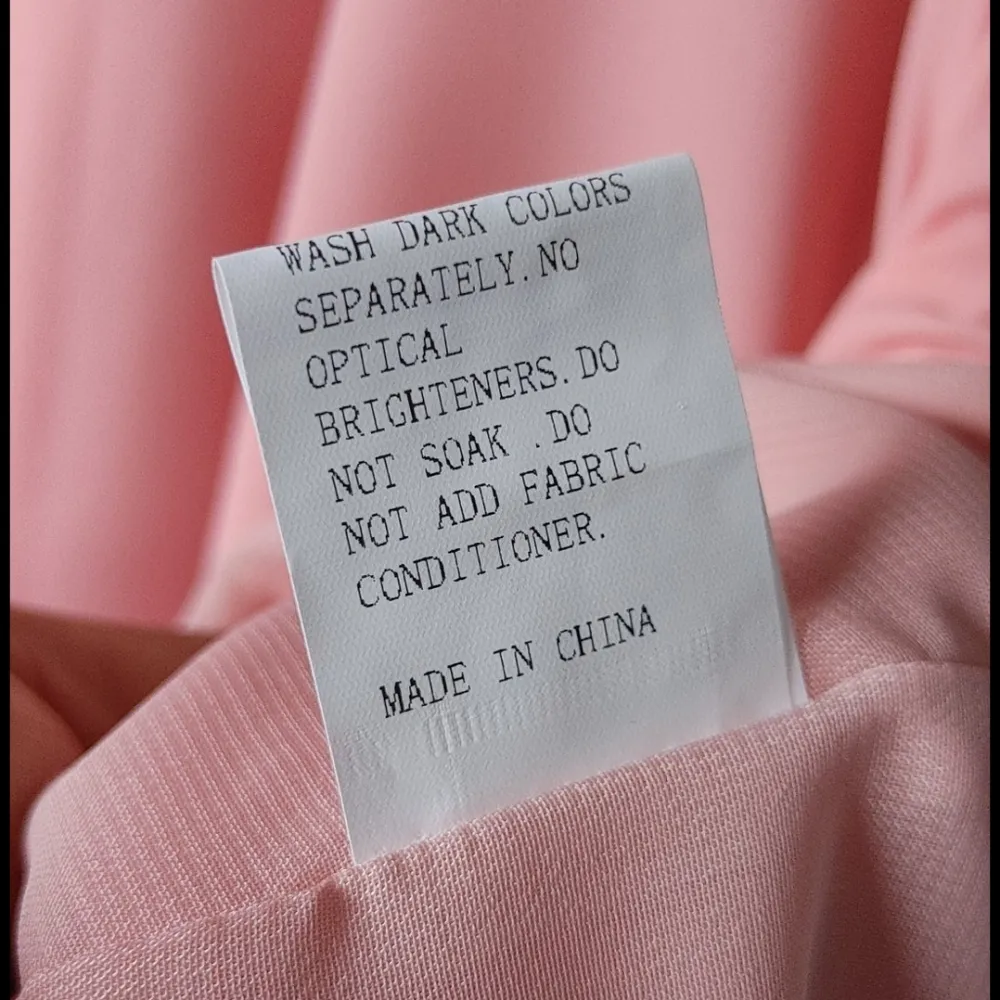 WASH DARK COLORS
SEPARATELY. NO
OPTICAL
BRIGHTENERS. DO
NOT SOAK . DO
NOT ADD FABRIC
CONDITIONER.
MADE IN CHINA